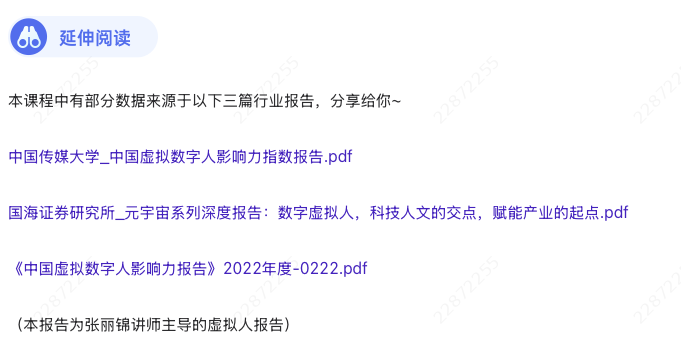 延伸阅读
本课程中有部分数据来源于以下三篇行业报告，分享给你~
中国传媒大学_中国虚拟数字人影响力指数报告.pdf
国海证券研究所_元宇宙系列深度报告：数字虚拟人，科技人文的交点，赋能产业的起点.pdf
《中国虚拟数字人影响力报告》2022年度-0222.pdf
（本报告为张丽锦讲师主导的虚拟人报告）
22872255
22872255
22872255
22872255
22872255
22872255